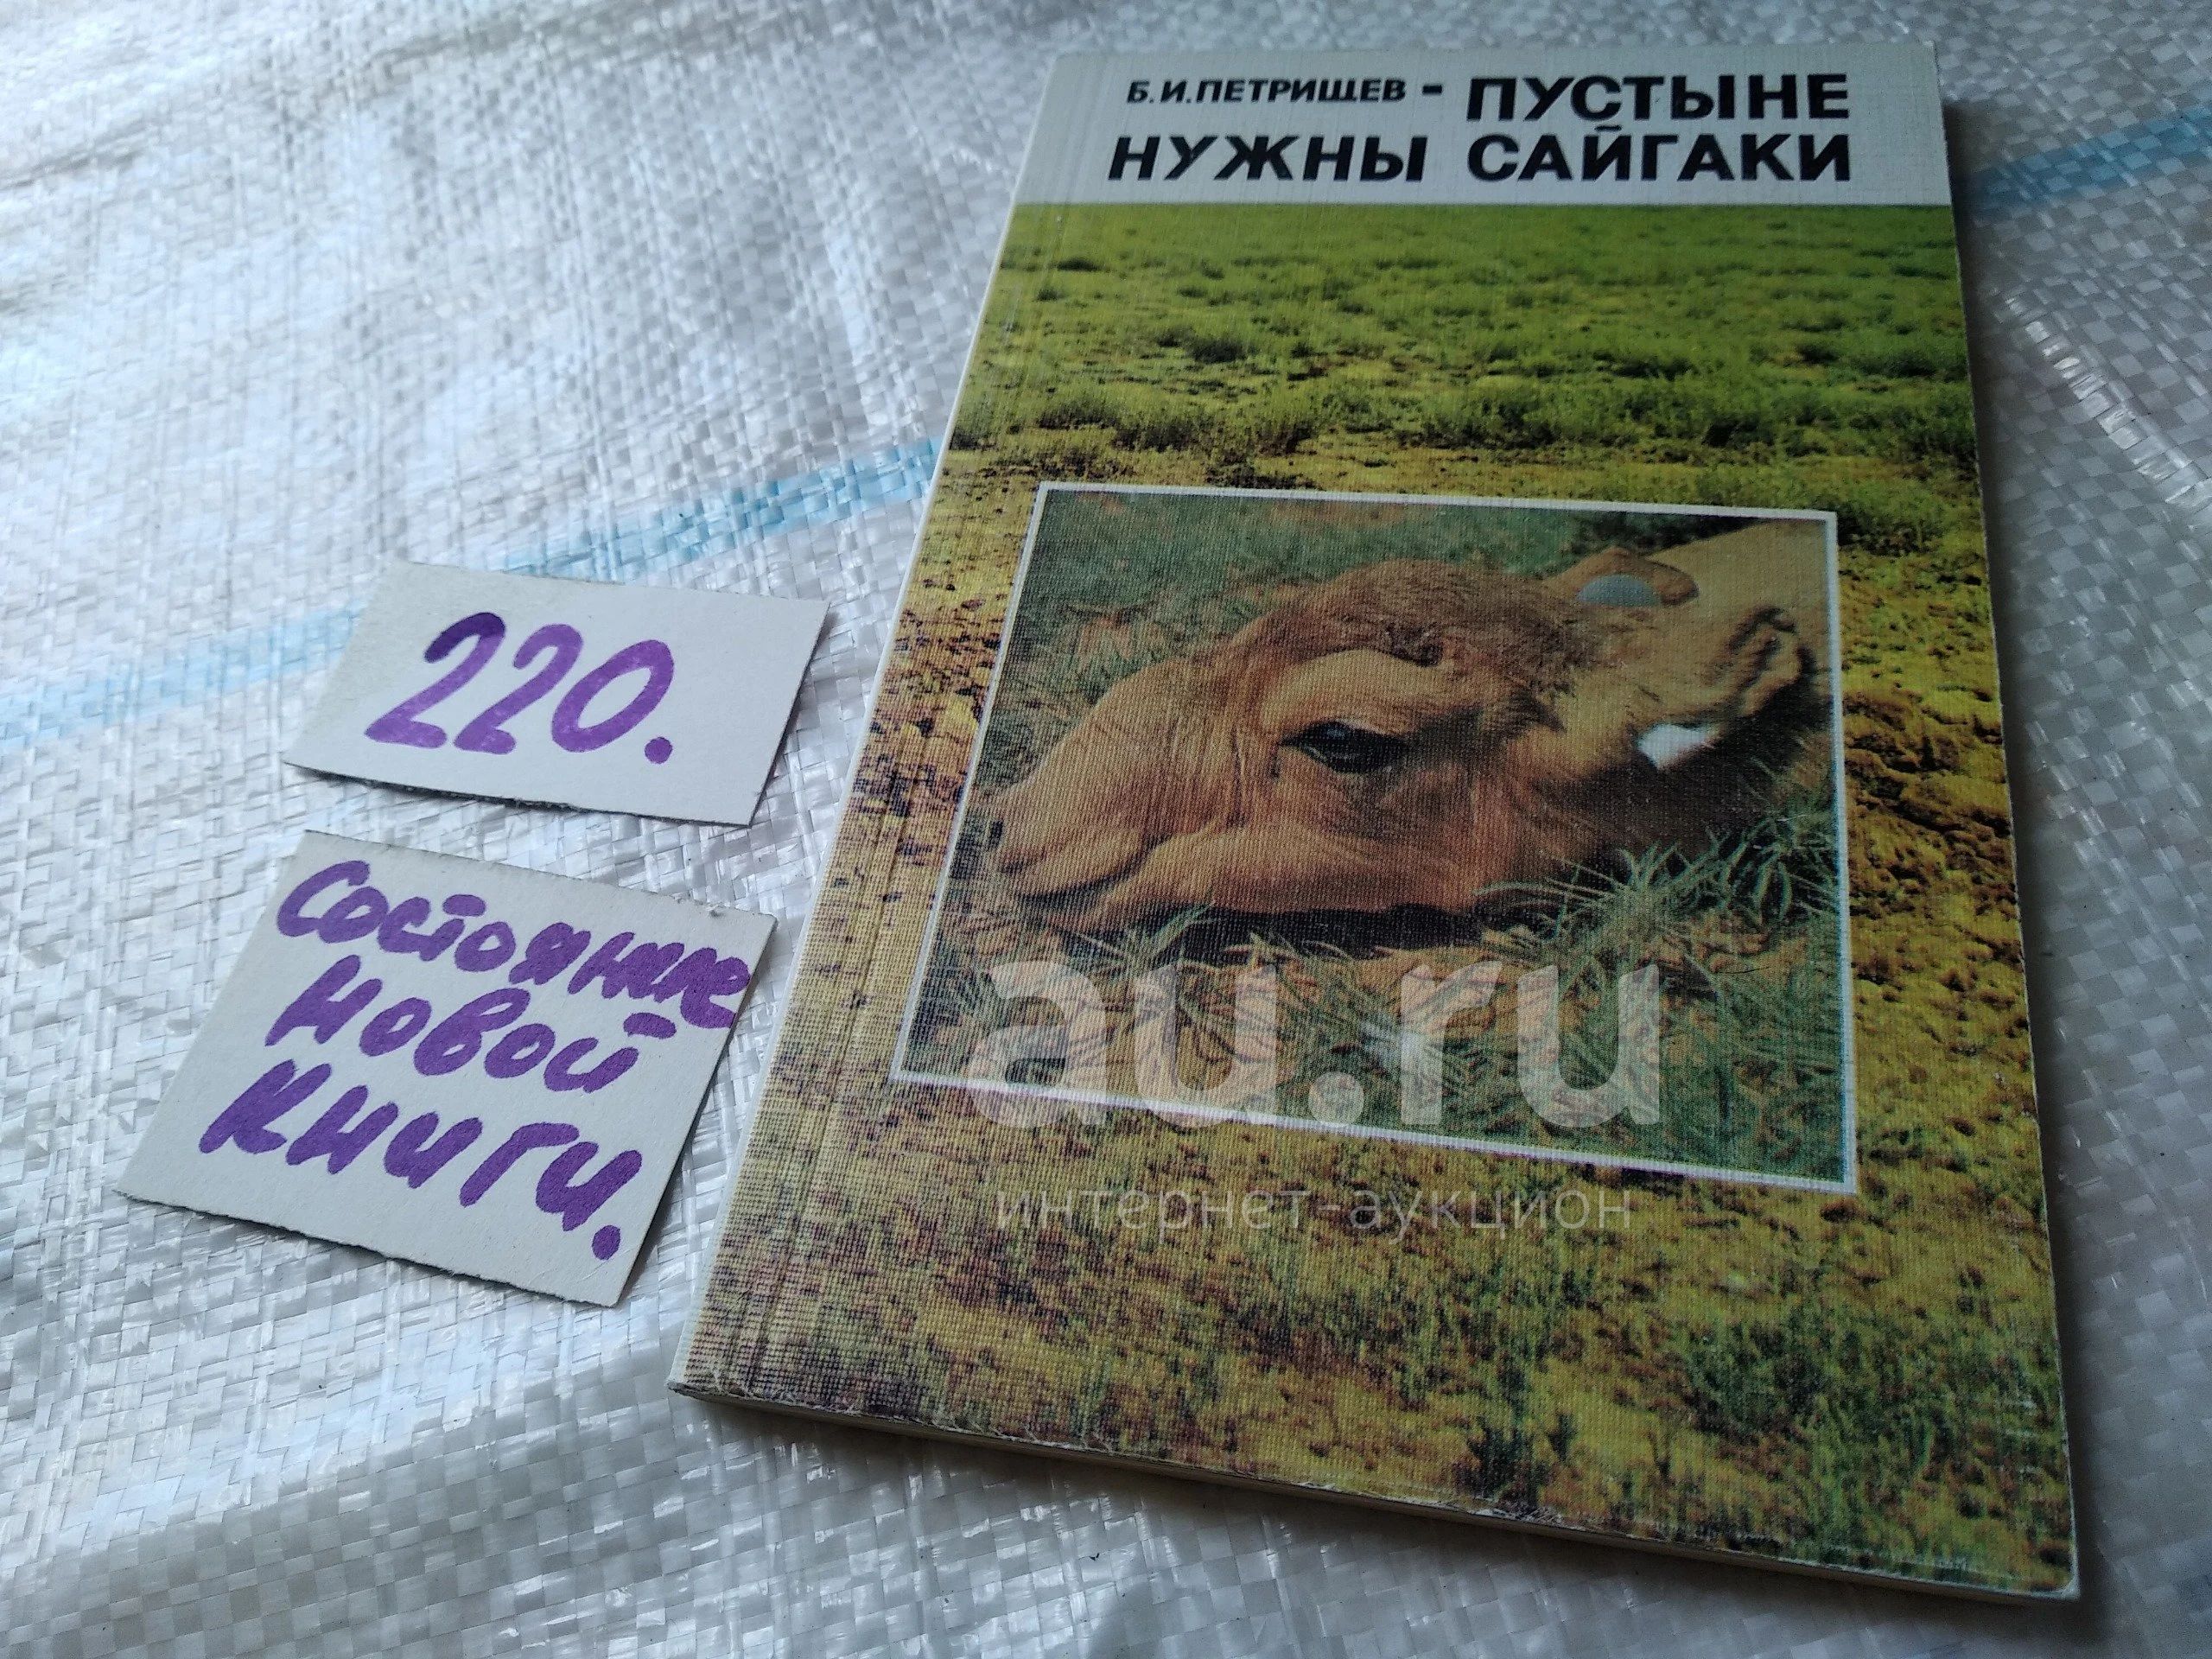 Б.И.ПЕТРИЩЕВ - ПУСТЫНЕ
НУЖНЫ САЙГАКИ
220.
Состояние
новой
книги.
au.ru
интернет-аукцион